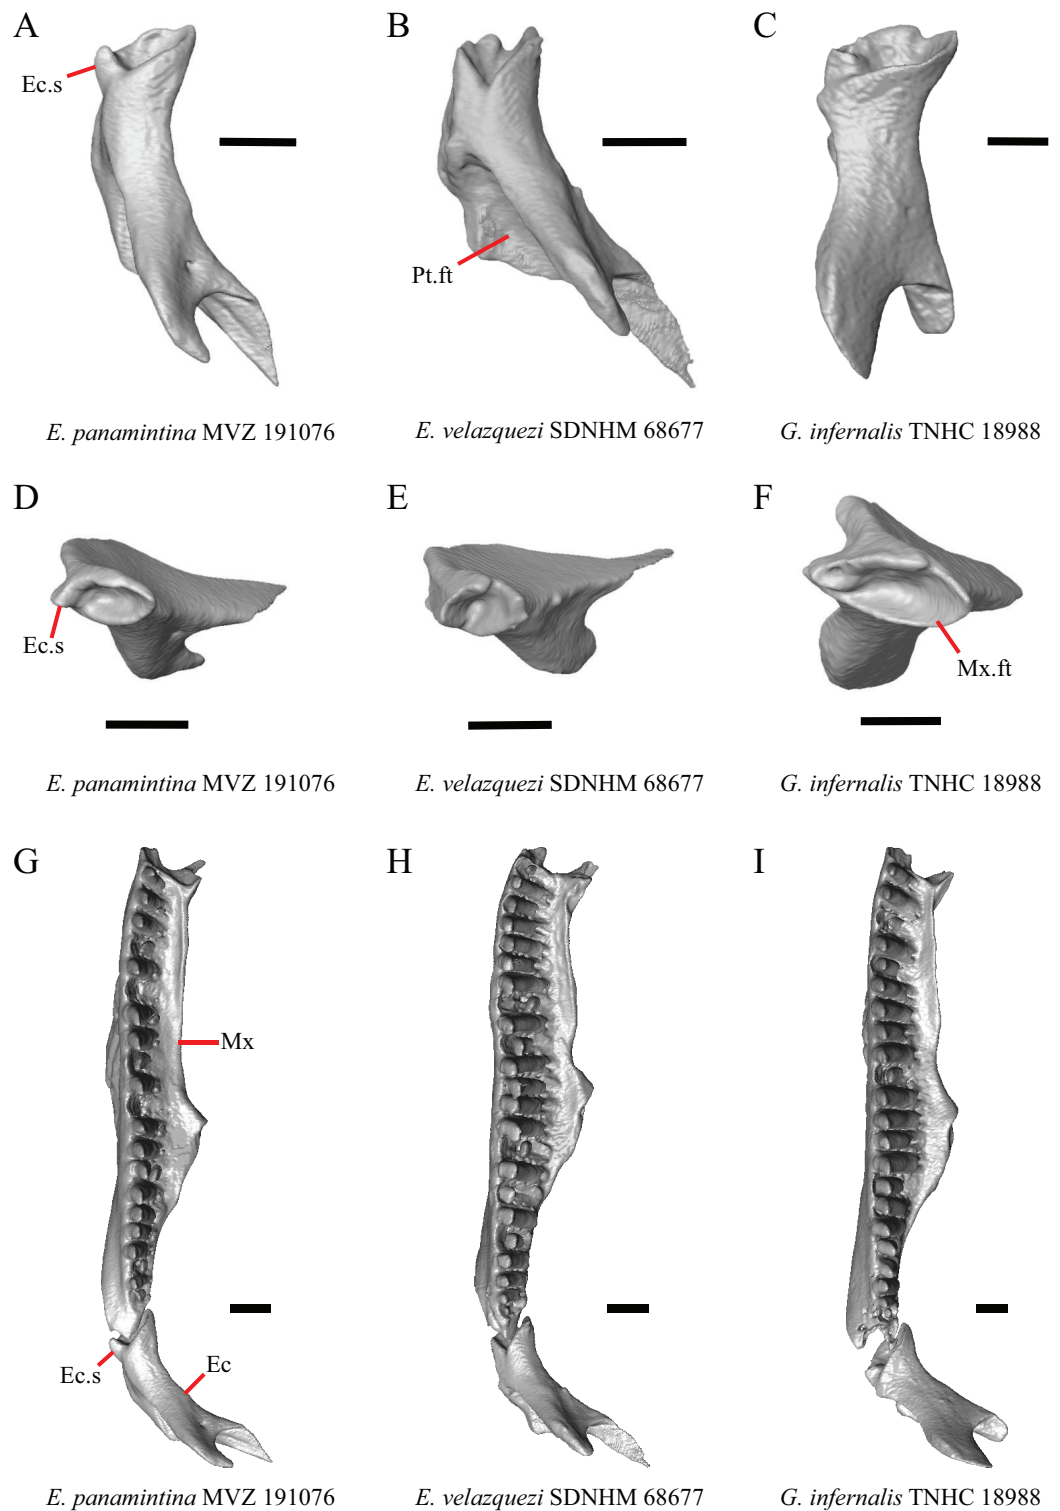 A
B
C
Ec.s
Pt.ft
E. panamintina MVZ 191076
E. velazquezi SDNHM 68677
G. infernalis TNHC 18988
D
E
F
Ec.s
Mx.ft
E. panamintina MVZ 191076
E. velazquezi SDNHM 68677
G. infernalis TNHC 18988
G
H
I
Mx
Ec.s
Ec
E. panamintina MVZ 191076
E. velazquezi SDNHM 68677
G. infernalis TNHC 18988